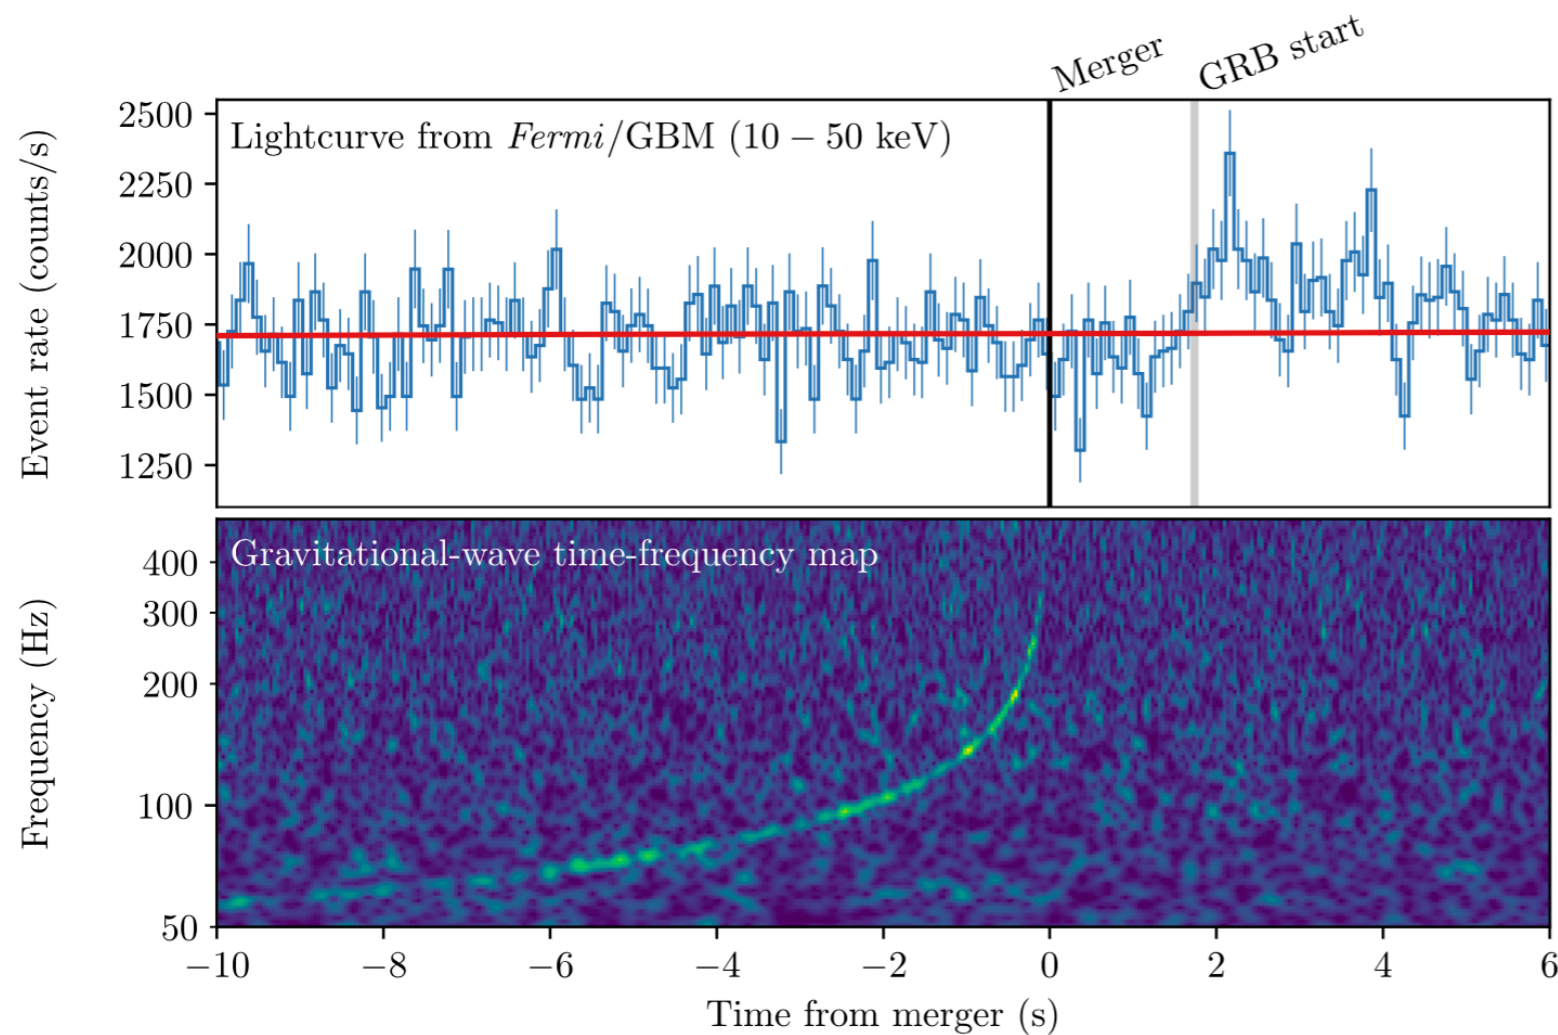 Merger
GRB start
Lightcurve from Fermi/GBM (10 – 50 keV)
Event rate (counts/s)
2500
2250
2000
1750
1500
1250
Gravitational-wave time-frequency map
Frequency (Hz)
400
300
200
100
50
−10 −8 −6 −4 −2 0 2 4 6
Time from merger (s)